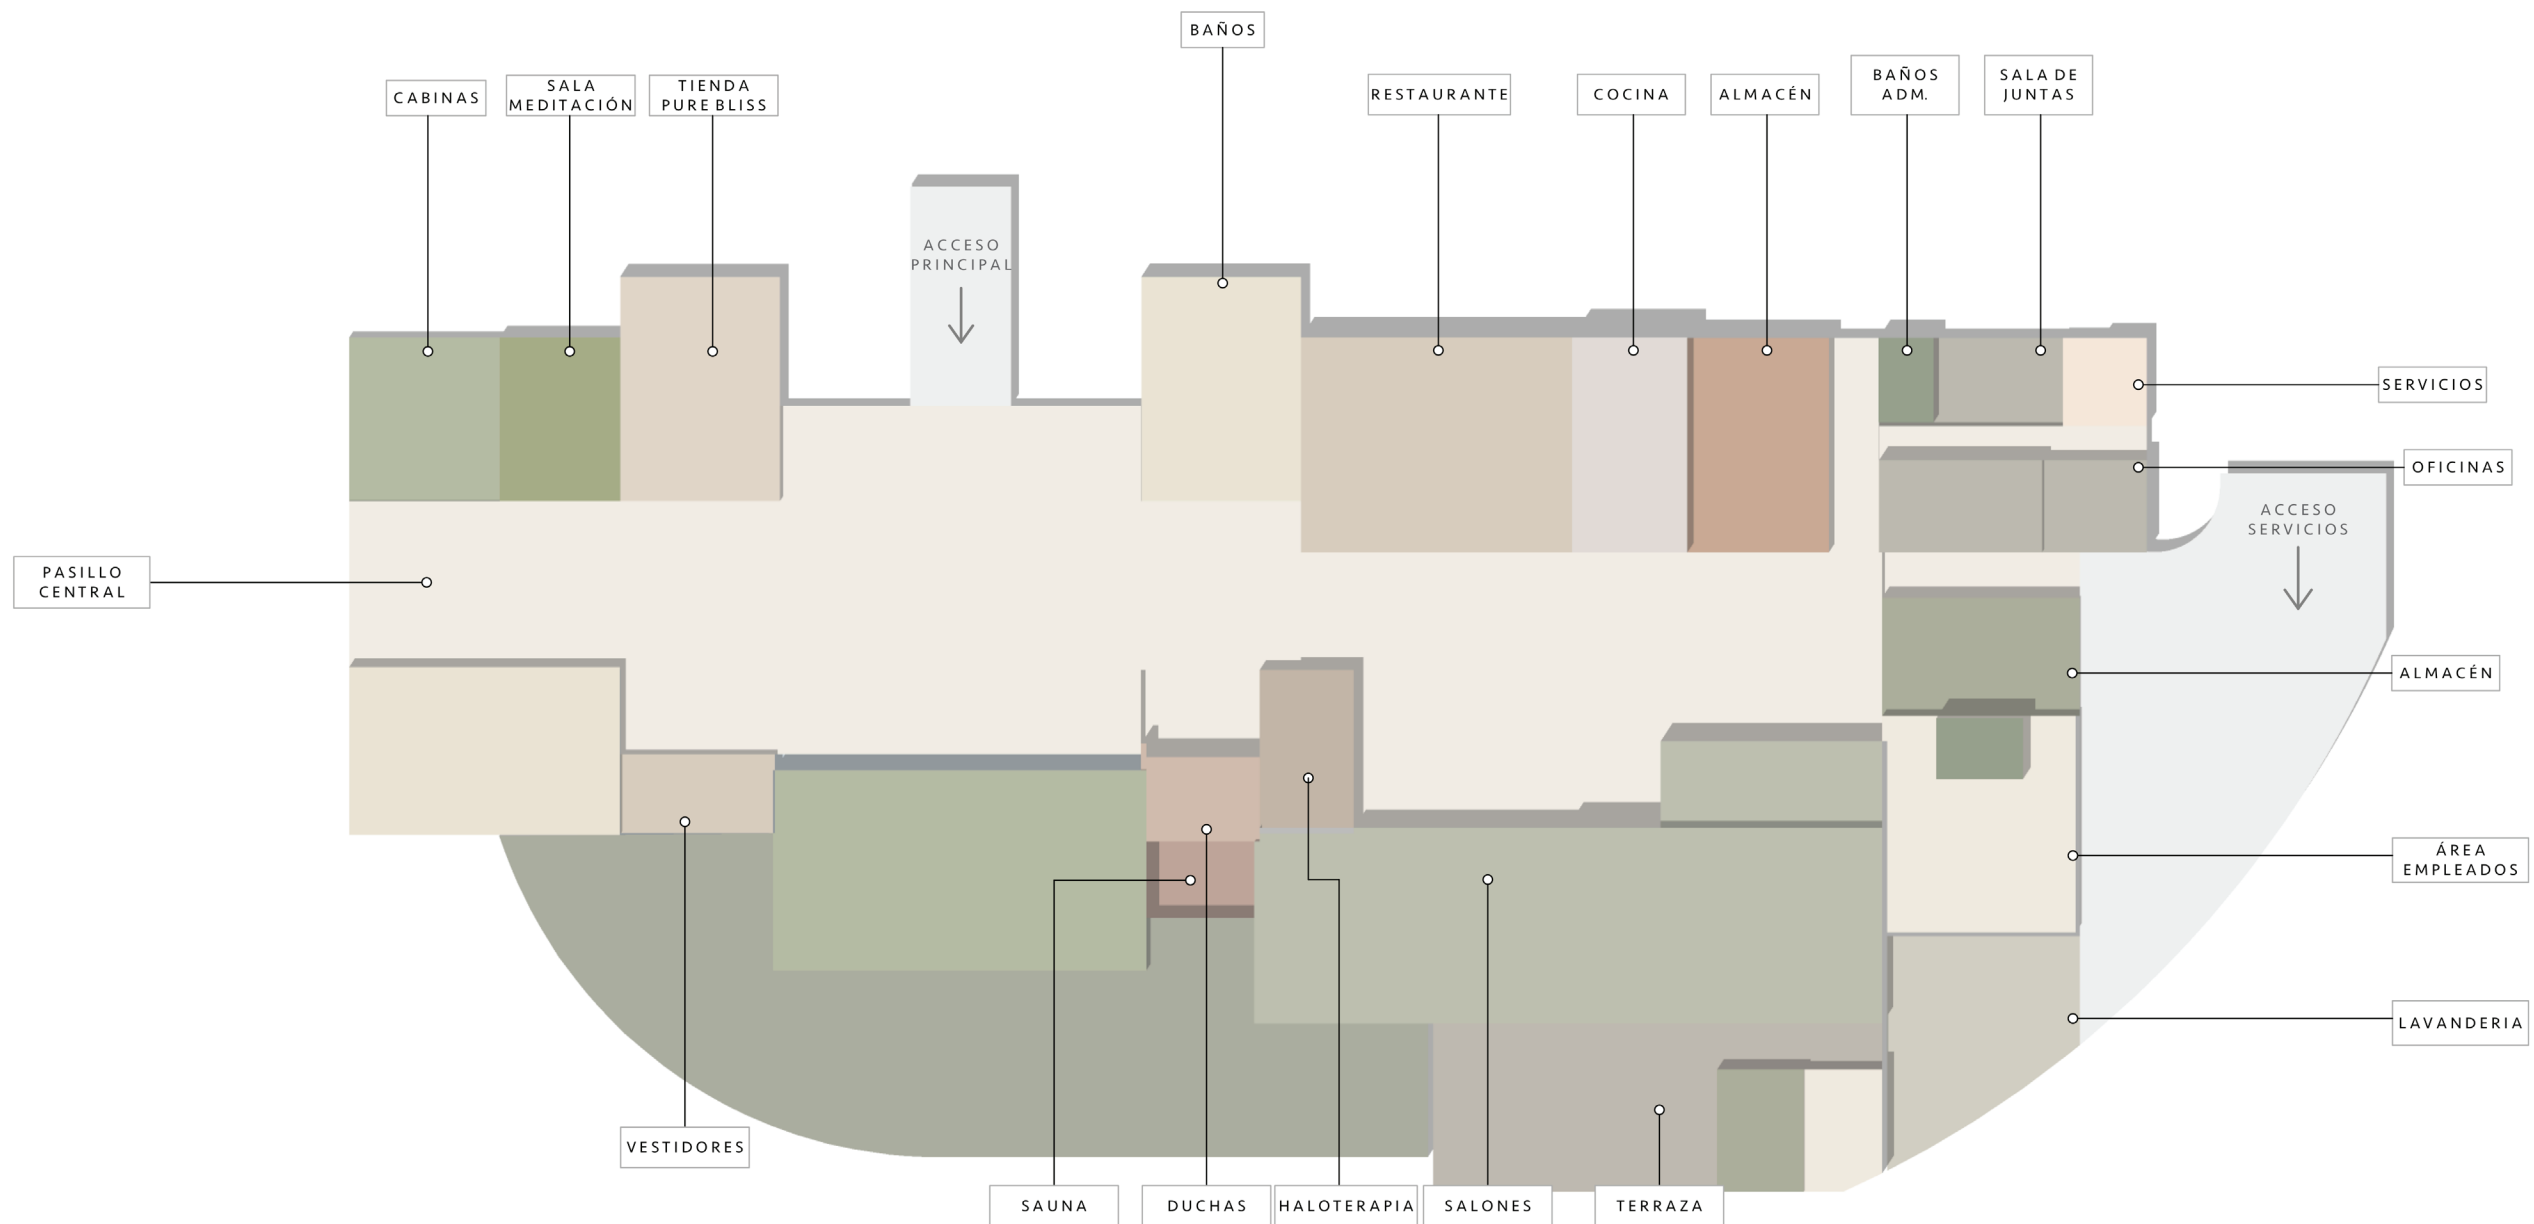 BAÑOS
CABINAS
SALA
MEDITACIÓN
TIENDA
PURE BLISS
RESTAURANTE
COCINA
ALMACÉN
BAÑOS
ADM.
SALA DE
JUNTAS
ACCESO
PRINCIPAL
SERVICIOS
OFICINAS
ACCESO
SERVICIOS
PASILLO
CENTRAL
ALMACÉN
ÁREA
EMPLEADOS
LAVANDERIA
VESTIDORES
SAUNA
DUCHAS
HALOTERAPIA
SALONES
TERRAZA